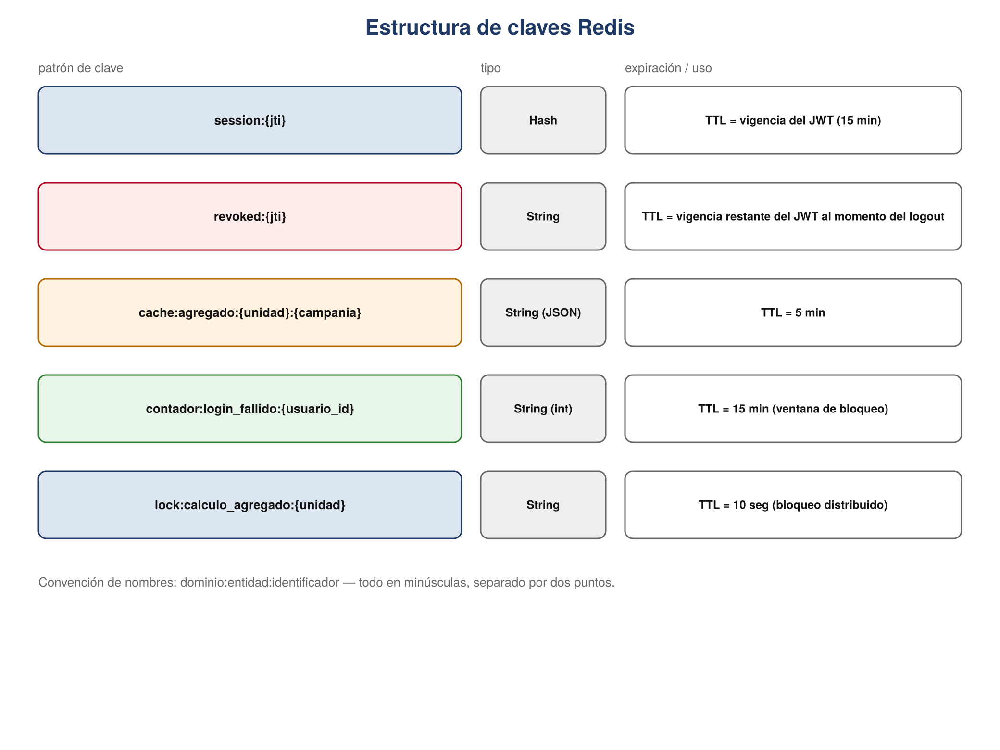 Estructura de claves Redis
patrón de clave tipo expiración / uso
session:{jti} Hash TTL = vigencia del JWT (15 min)
revoked:{jti} String TTL = vigencia restante del JWT al momento del logout
cache:agregado:{unidad}:{campania} String (JSON) TTL = 5 min
contador:login_fallido:{usuario_id} String (int) TTL = 15 min (ventana de bloqueo)
lock:calculo_agregado:{unidad} String TTL = 10 seg (bloqueo distribuido)
Convención de nombres: dominio:entidad:identificador — todo en minúsculas, separado por dos puntos.